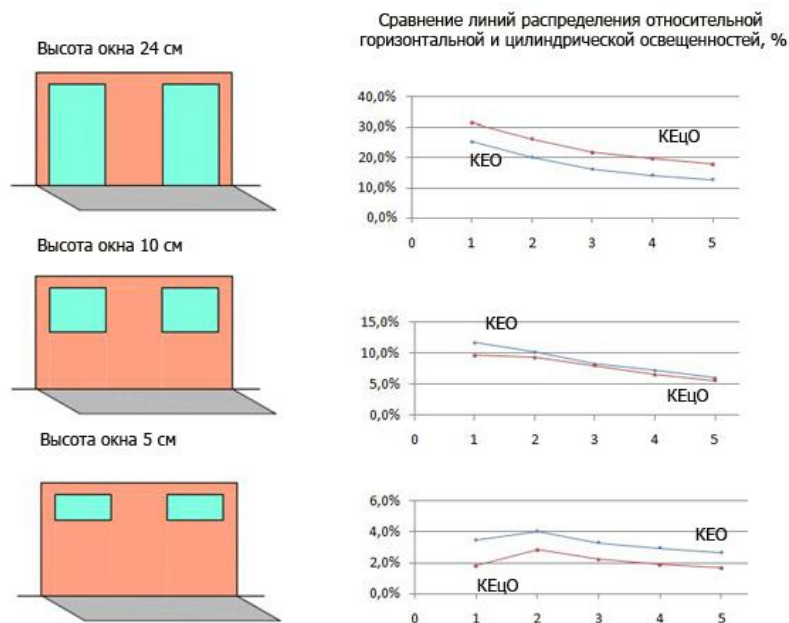 Сравнение линий распределения относительной
горизонтальной и цилиндрической освещенностей, %
Высота окна 24 см
40,0%
30,0%
20,0%
10,0%
0,0%
КЕцО
КЕО
0 1 2 3 4 5
Высота окна 10 см
15,0%
10,0%
5,0%
0,0%
КЕО
КЕцО
0 1 2 3 4 5
Высота окна 5 см
6,0%
4,0%
2,0%
0,0%
КЕО
КЕцО
0 1 2 3 4 5